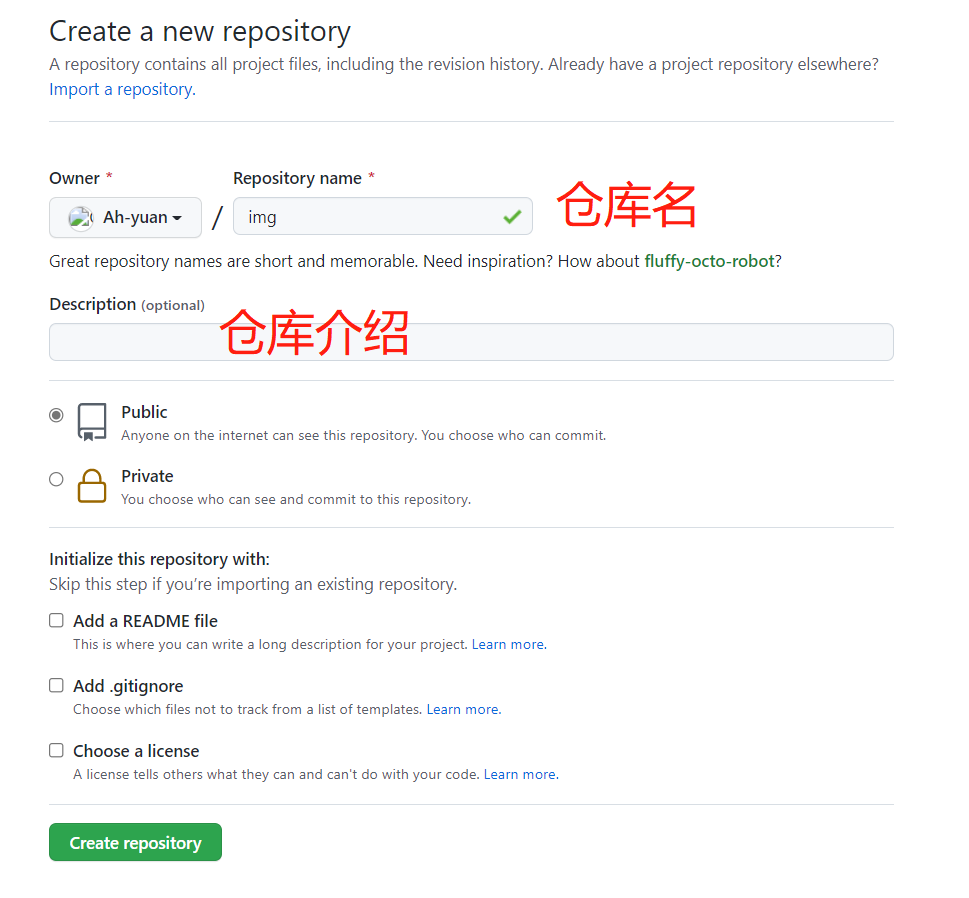 Create a new repository
A repository contains all project files, including the revision history. Already have a project repository elsewhere?
Import a repository.
Owner *
Repository name *
Ah-yuan
/
img
仓库名
Great repository names are short and memorable. Need inspiration? How about fluffy-octo-robot?
Description (optional)
仓库介绍
Public
Anyone on the internet can see this repository. You choose who can commit.
Private
You choose who can see and commit to this repository.
Initialize this repository with:
Skip this step if you’re importing an existing repository.
Add a README file
This is where you can write a long description for your project. Learn more.
Add .gitignore
Choose which files not to track from a list of templates. Learn more.
Choose a license
A license tells others what they can and can't do with your code. Learn more.
Create repository